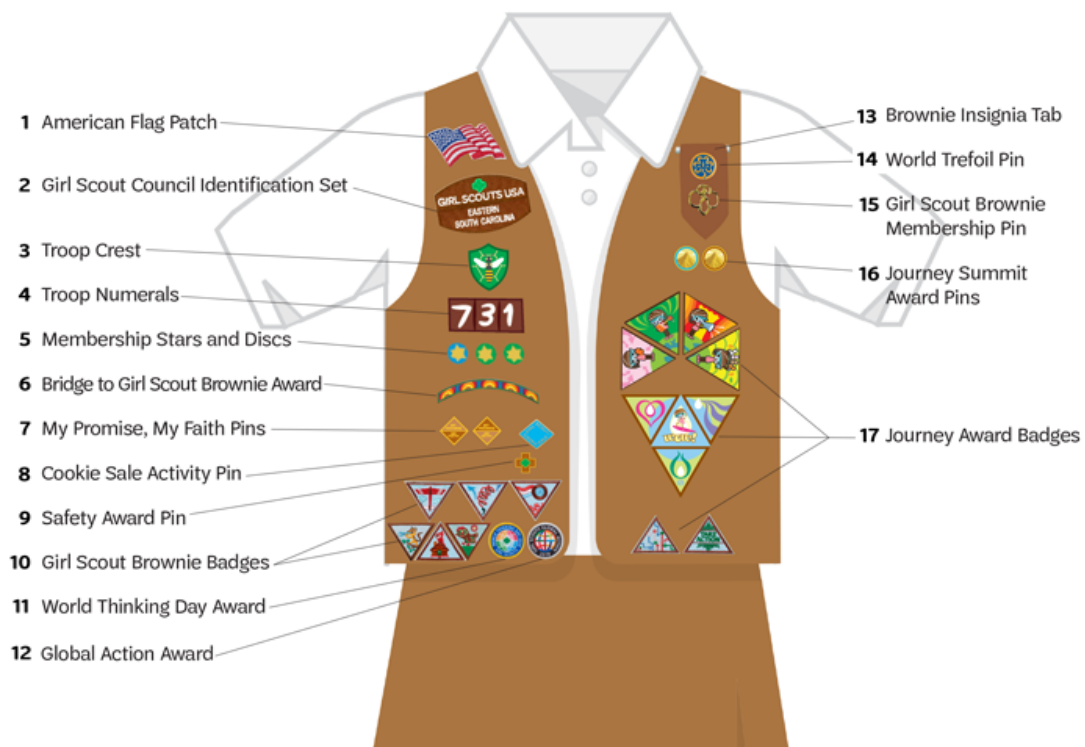 1 American Flag Patch
2 Girl Scout Council Identification Set
3 Troop Crest
4 Troop Numerals
5 Membership Stars and Discs
6 Bridge to Girl Scout Brownie Award
7 My Promise, My Faith Pins
8 Cookie Sale Activity Pin
9 Safety Award Pin
10 Girl Scout Brownie Badges
11 World Thinking Day Award
12 Global Action Award
GIRL SCOUTS USA
EASTERN
SOUTH CAROLINA
731
WOW!
13 Brownie Insignia Tab
14 World Trefoil Pin
15 Girl Scout Brownie
Membership Pin
16 Journey Summit
Award Pins
17 Journey Award Badges